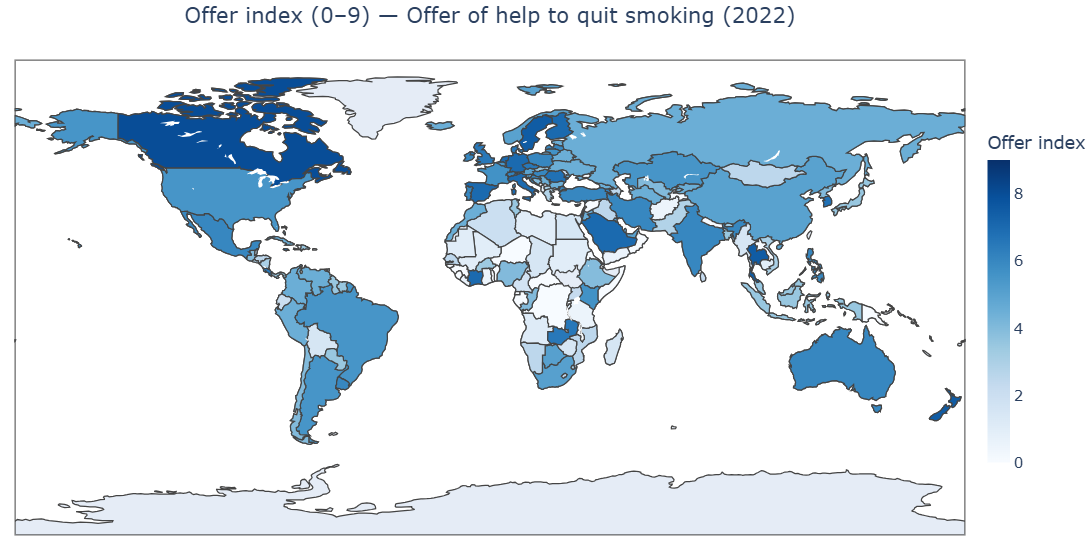 Offer index (0–9) — Offer of help to quit smoking (2022)
Offer index
8
6
4
2
0